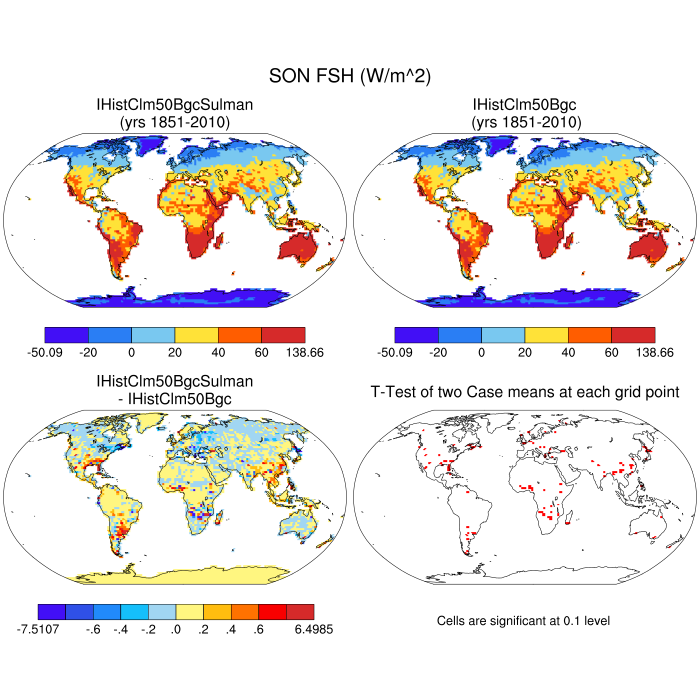 SON FSH (W/m^2)
IHistClm50BgcSulman
(yrs 1851-2010)
IHistClm50Bgc
(yrs 1851-2010)
-50.09 -20 0 20 40 60 138.66
-50.09 -20 0 20 40 60 138.66
IHistClm50BgcSulman
- IHistClm50Bgc
T-Test of two Case means at each grid point
-7.5107 -.6 -.4 -.2 .0 .2 .4 .6 6.4985
Cells are significant at 0.1 level